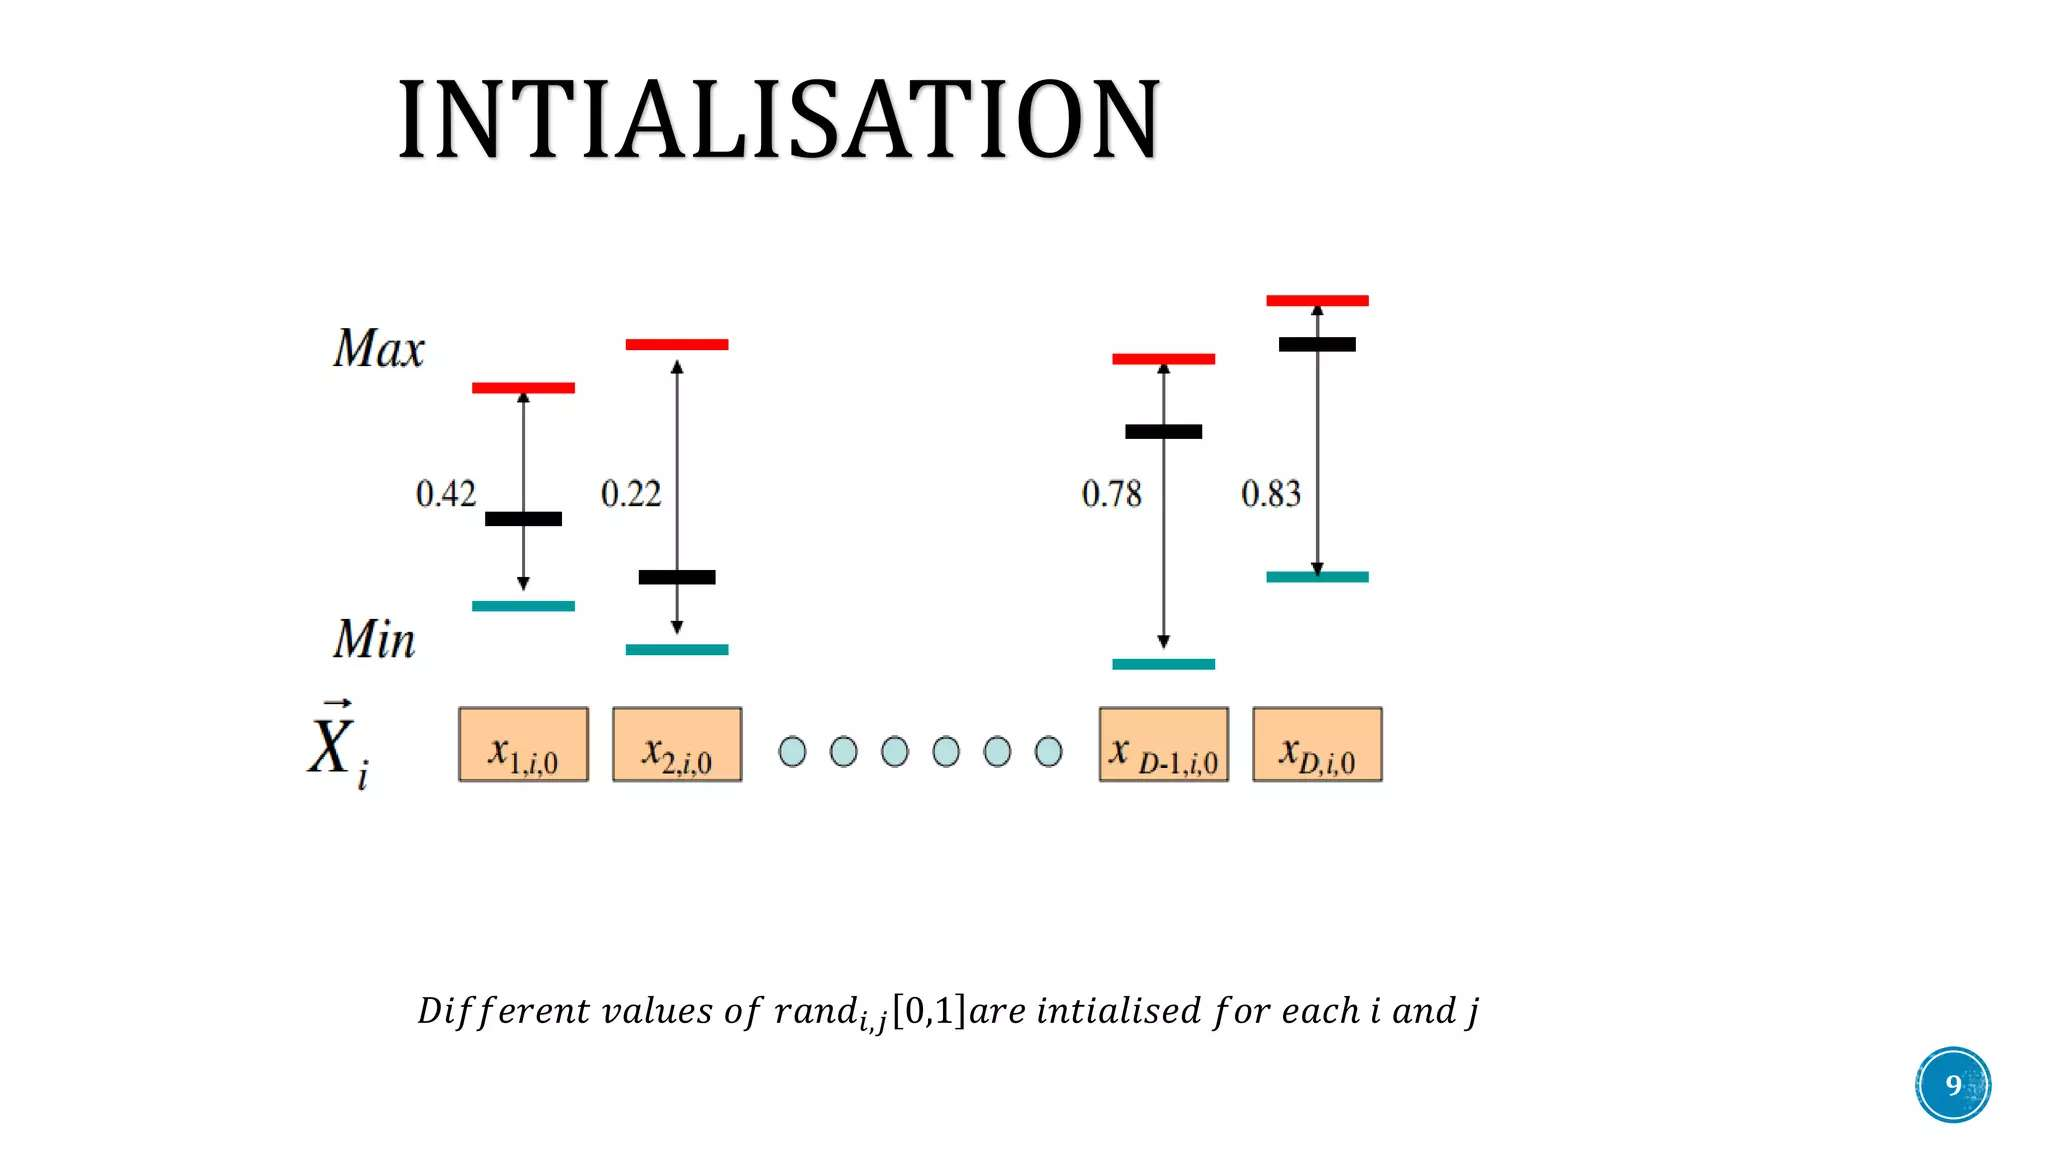 INTIALISATION
Max
0.42 0.22 0.78 0.83
Min
X⃗i x1,i,0 x2,i,0 x D-1,i,0 xD,i,0
Different values of randi,j[0,1]are intialised for each i and j
9